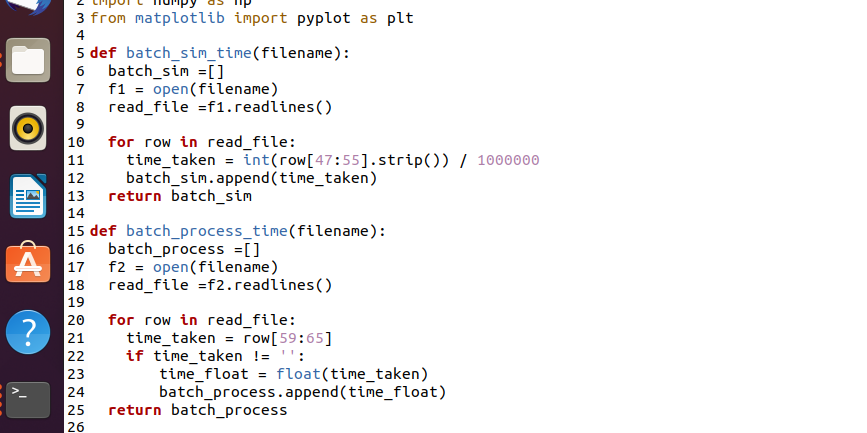 2 import numpy as np
3 from matplotlib import pyplot as plt
4
5 def batch_sim_time(filename):
6   batch_sim =[]
7   f1 = open(filename)
8   read_file =f1.readlines()
9
10   for row in read_file:
11     time_taken = int(row[47:55].strip()) / 1000000
12     batch_sim.append(time_taken)
13   return batch_sim
14
15 def batch_process_time(filename):
16   batch_process =[]
17   f2 = open(filename)
18   read_file =f2.readlines()
19
20   for row in read_file:
21     time_taken = row[59:65]
22     if time_taken != '':
23         time_float = float(time_taken)
24         batch_process.append(time_float)
25   return batch_process
26